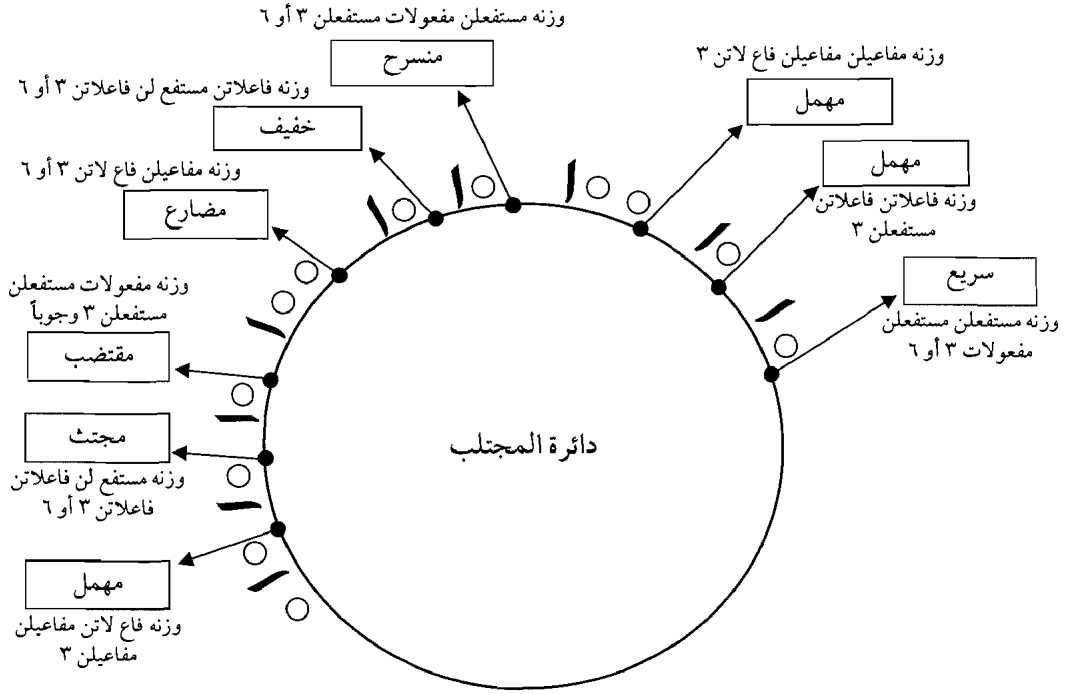 وزنه مستفعلن مفعولات مستفعلن ٣ أو ٦
منسرح
وزنه مفاعيلن مفاعيلن فاع لاتن ٣
مهمل
مهمل
وزنه فاعلاتن فاعلاتن
مستفعلن ٣
سريع
وزنه مستفعلن مستفعلن
مفعولات ٣ أو ٦
وزنه فاعلاتن مستفع لن فاعلاتن ٣ أو ٦
خفيف
وزنه مفاعيلن فاع لاتن ٣ أو ٦
مضارع
وزنه مفعولات مستفعلن
مستفعلن ٣ وجوباً
مقتضب
مجتث
وزنه مستفع لن فاعلاتن
فاعلاتن ٣ أو ٦
مهمل
وزنه فاع لاتن مفاعيلن
مفاعيلن ٣
دائرة المجتلب